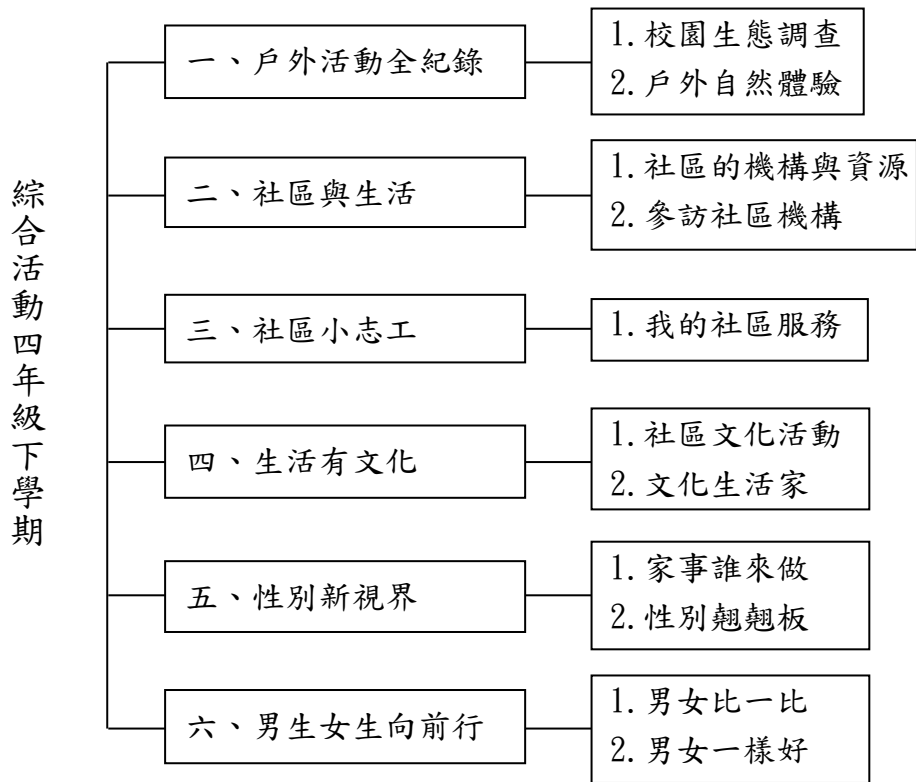 綜合活動四年級下學期
一、戶外活動全紀錄
1.校園生態調查
2.戶外自然體驗
二、社區與生活
1.社區的機構與資源
2.參訪社區機構
三、社區小志工
1.我的社區服務
四、生活有文化
1.社區文化活動
2.文化生活家
五、性別新視界
1.家事誰來做
2.性別翹翹板
六、男生女生向前行
1.男女比一比
2.男女一樣好